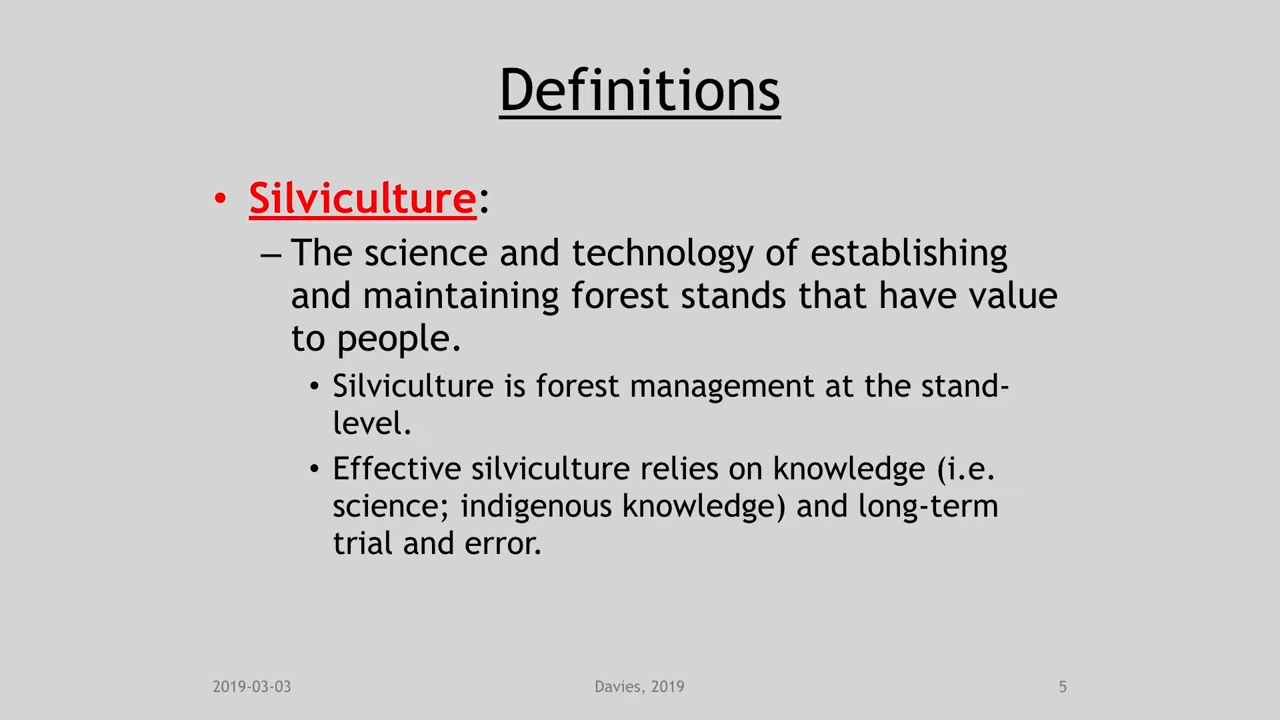 Definitions
• Silviculture:
– The science and technology of establishing
and maintaining forest stands that have value
to people.
• Silviculture is forest management at the stand-
level.
• Effective silviculture relies on knowledge (i.e.
science; indigenous knowledge) and long-term
trial and error.
2019-03-03 Davies, 2019 5